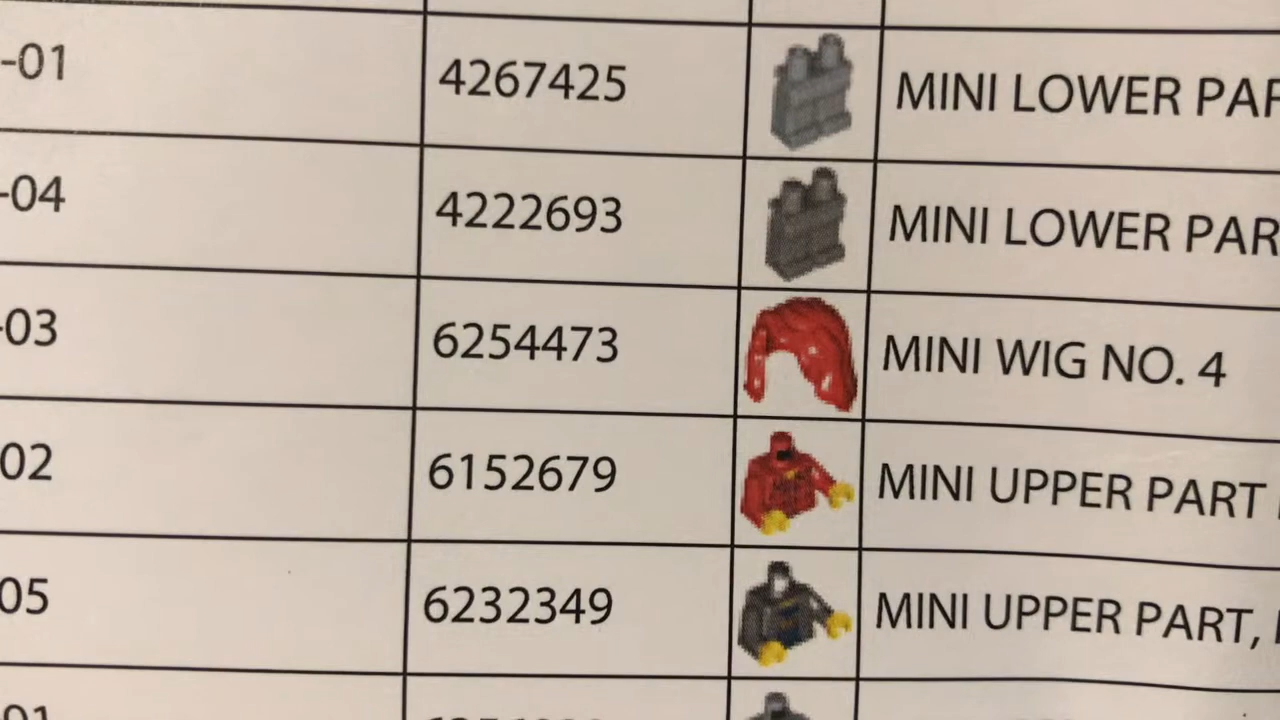 -01 4267425 MINI LOWER PAR
-04 4222693 MINI LOWER PAR
-03 6254473 MINI WIG NO. 4
02 6152679 MINI UPPER PART
05 6232349 MINI UPPER PART,
01